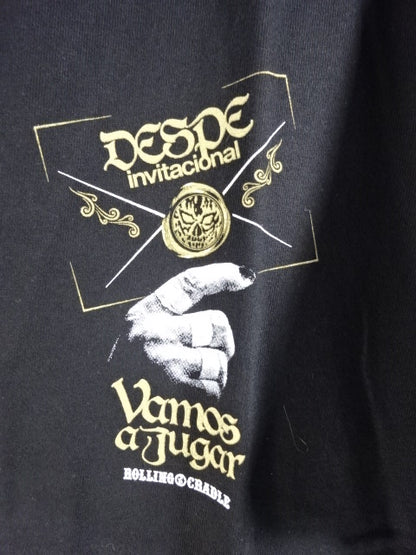 DESPE
invitacional
Vamos
a Jugar
ROLLING CRADLE